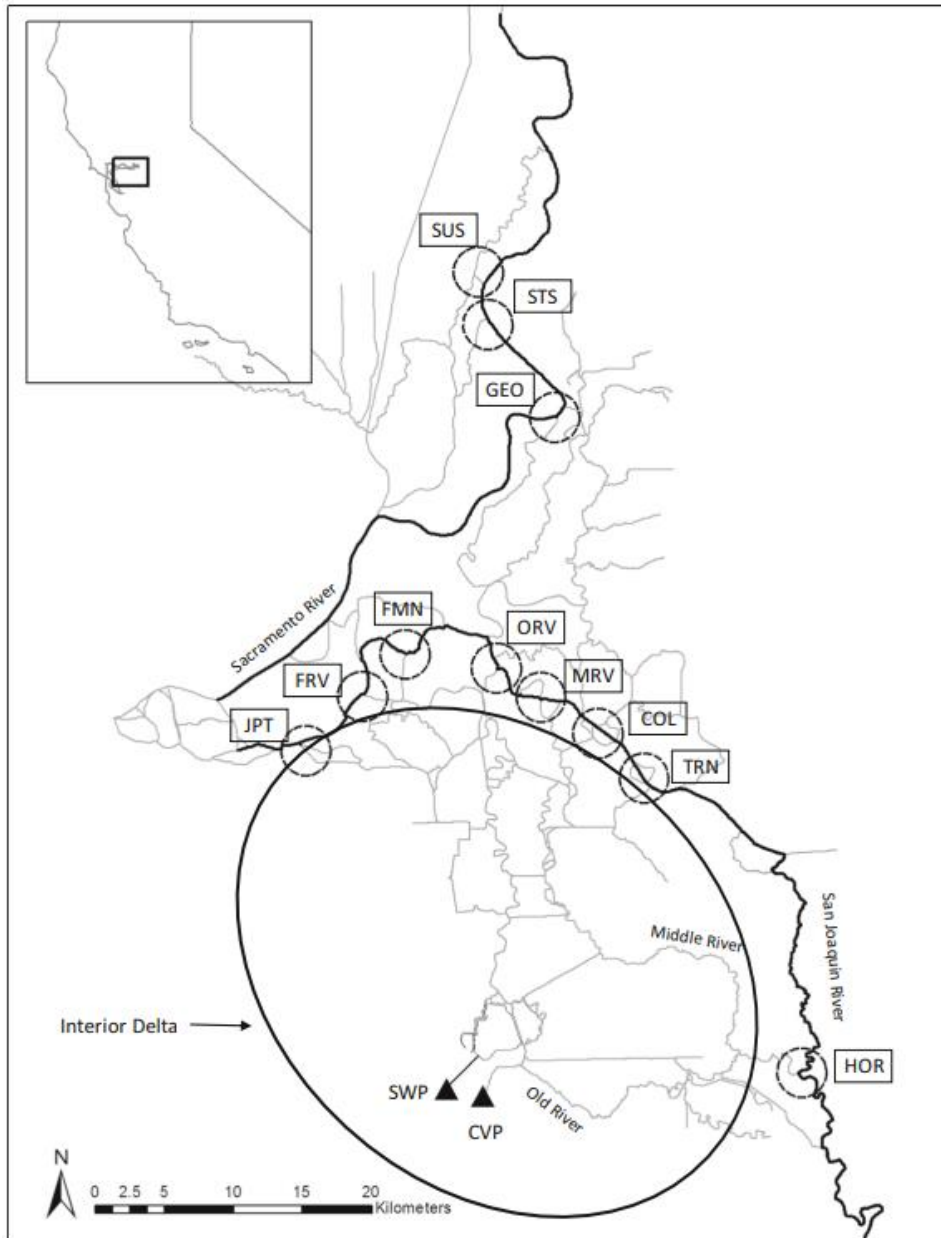 SUS
STS
GEO
Sacramento River
FMN
ORV
FRV
MRV
JPT
COL
TRN
San Joaquin River
Middle River
Interior Delta
HOR
SWP
CVP
Old River
N
0 2.5 5 10 15 20
Kilometers